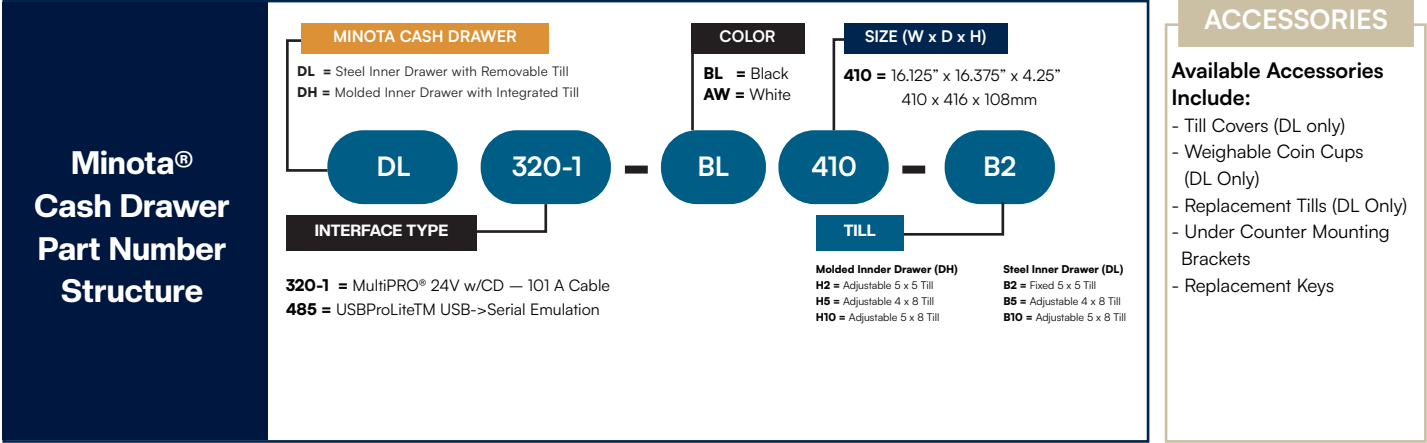 Minota®
Cash Drawer
Part Number
Structure
MINOTA CASH DRAWER
DL = Steel Inner Drawer with Removable Till
DH = Molded Inner Drawer with Integrated Till
COLOR
BL = Black
AW = White
SIZE (W x D x H)
410 = 16.125” x 16.375” x 4.25”
410 x 416 x 108mm
DL 320-1 - BL 410 - B2
INTERFACE TYPE
320-1 = MultiPRO® 24V w/CD — 101 A Cable
485 = USBProLiteTM USB->Serial Emulation
TILL
Molded Innder Drawer (DH)
H2 = Adjustable 5 x 5 Till
H5 = Adjustable 4 x 8 Till
H10 = Adjustable 5 x 8 Till
Steel Inner Drawer (DL)
B2 = Fixed 5 x 5 Till
B5 = Adjustable 4 x 8 Till
B10 = Adjustable 5 x 8 Till
ACCESSORIES
Available Accessories
Include:
- Till Covers (DL only)
- Weighable Coin Cups
(DL Only)
- Replacement Tills (DL Only)
- Under Counter Mounting
Brackets
- Replacement Keys